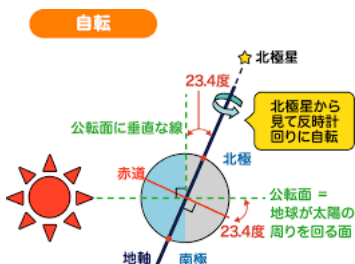 自転
北極星
23.4度
北極星から
見て反時計
回りに自転
公転面に垂直な線
北極
赤道
公転面 =
地球が太陽の
周りを回る面
23.4度
地軸
南極